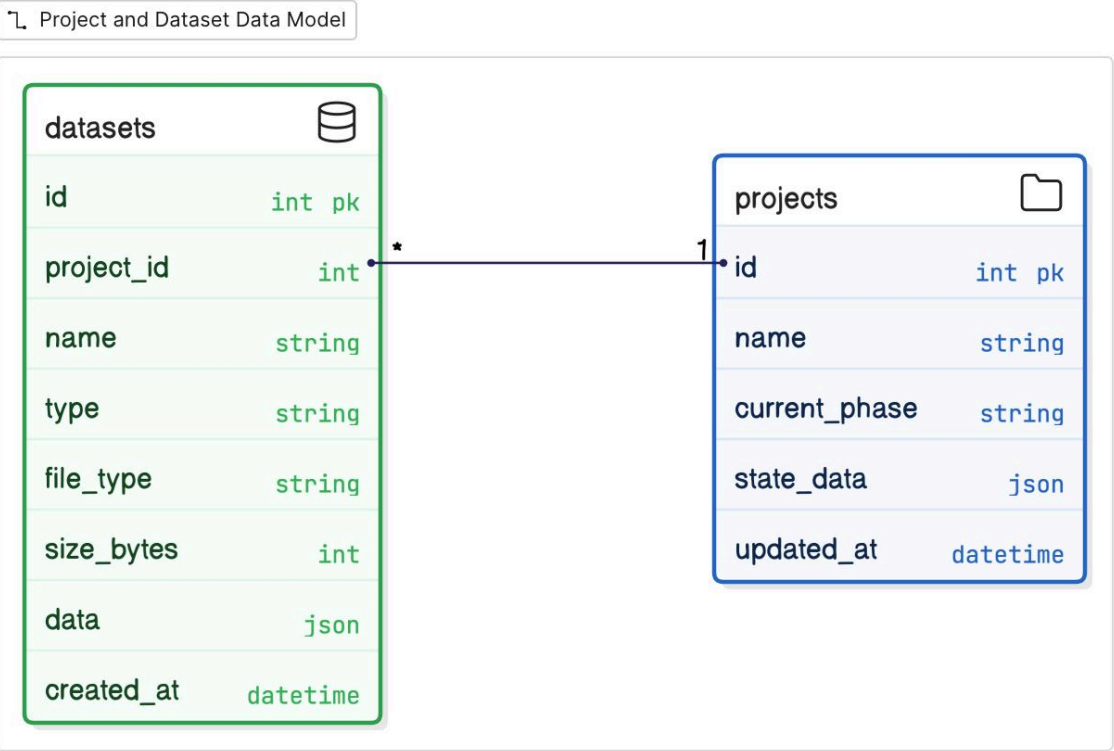 Project and Dataset Data Model
datasets
id int pk
project_id int
name string
type string
file_type string
size_bytes int
data json
created_at datetime
* 1
projects
id int pk
name string
current_phase string
state_data json
updated_at datetime